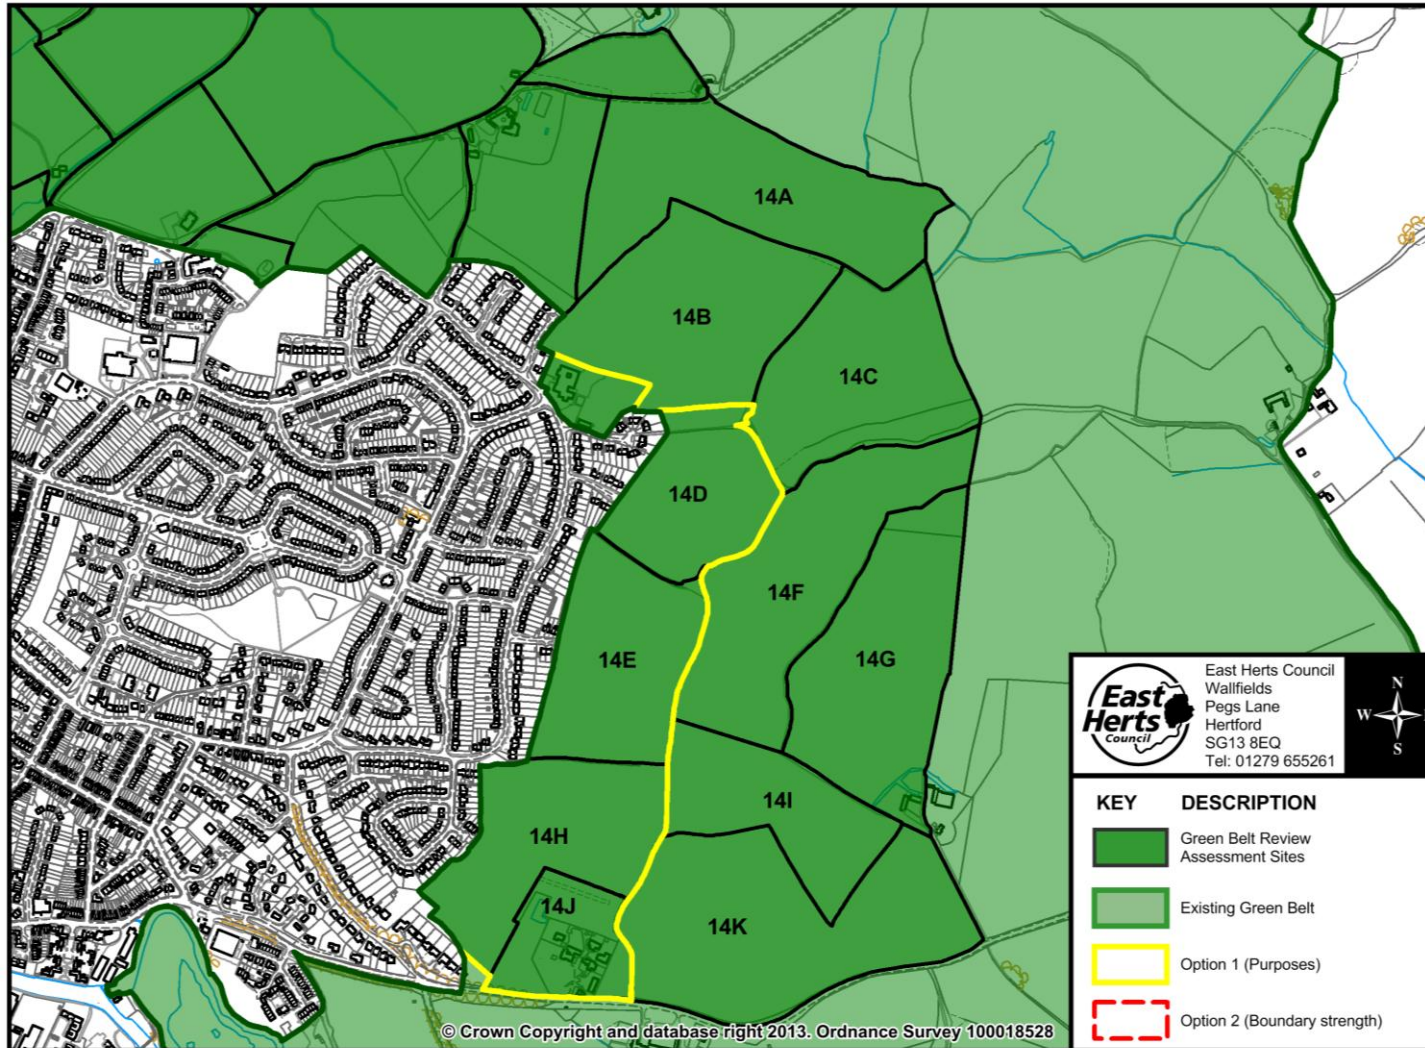 14A
14B
14C
14D
14F
14E
14G
14I
14H
14J
14K
East Herts
Council
East Herts Council
Wallfields
Pegs Lane
Hertford
SG13 8EQ
Tel: 01279 655261
N
W
E
S
KEY DESCRIPTION
Green Belt Review
Assessment Sites
Existing Green Belt
Option 1 (Purposes)
Option 2 (Boundary strength)
© Crown Copyright and database right 2013. Ordnance Survey 100018528